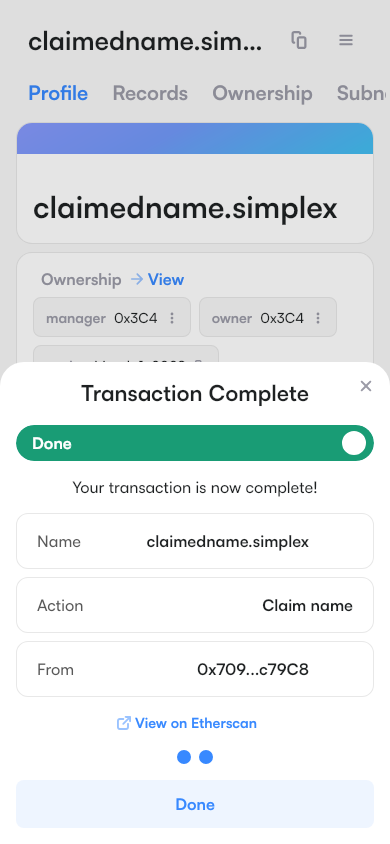 claimedname.sim...
Profile Records Ownership Subn
claimedname.simplex
Ownership View
manager 0x3C4 owner 0x3C4
Transaction Complete
Done
Your transaction is now complete!
Name claimedname.simplex
Action Claim name
From 0x709...c79C8
View on Etherscan
Done